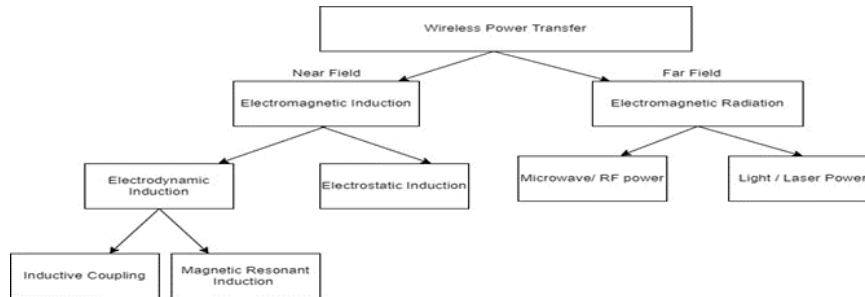 Wireless Power Transfer
Near Field
Far Field
Electromagnetic Induction
Electromagnetic Radiation
Electrodynamic
Induction
Electrostatic Induction
Microwave/ RF power
Light / Laser Power
Inductive Coupling
Magnetic Resonant
Induction